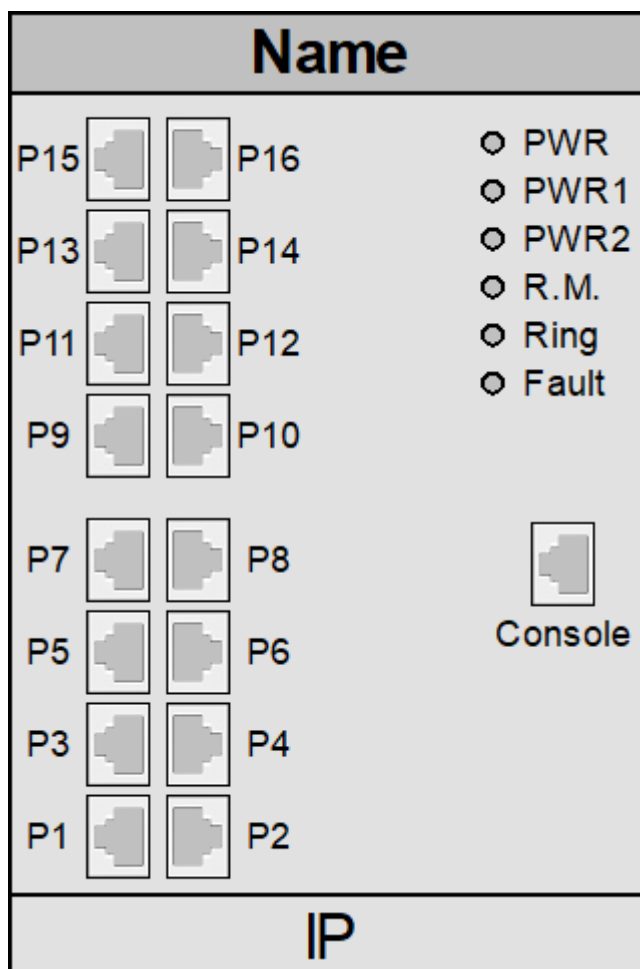 Name
P15 P16 PWR
PWR1
P13 P14 PWR2
R.M.
P11 P12 Ring
Fault
P9 P10
P7 P8
Console
P5 P6
P3 P4
P1 P2
IP